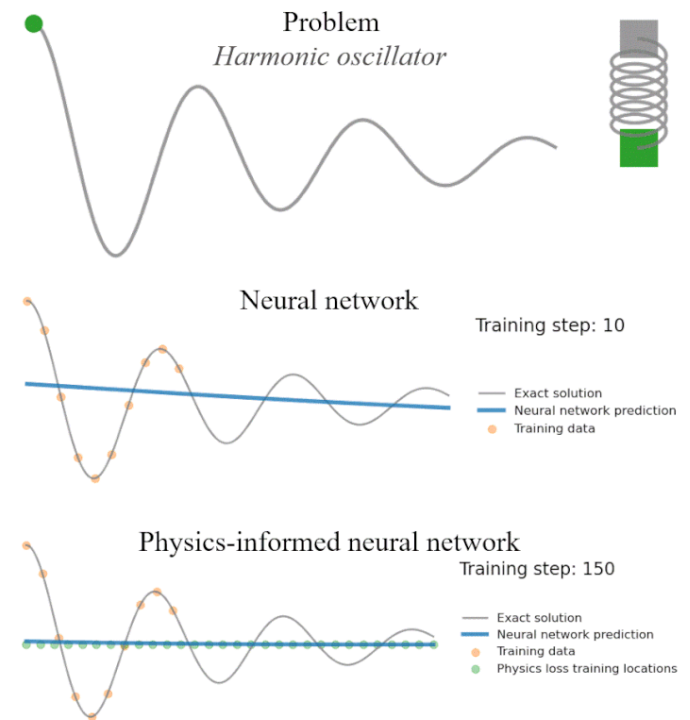 Problem
Harmonic oscillator
Neural network
Training step: 10
Exact solution
Neural network prediction
Training data
Physics-informed neural network
Training step: 150
Exact solution
Neural network prediction
Training data
Physics loss training locations